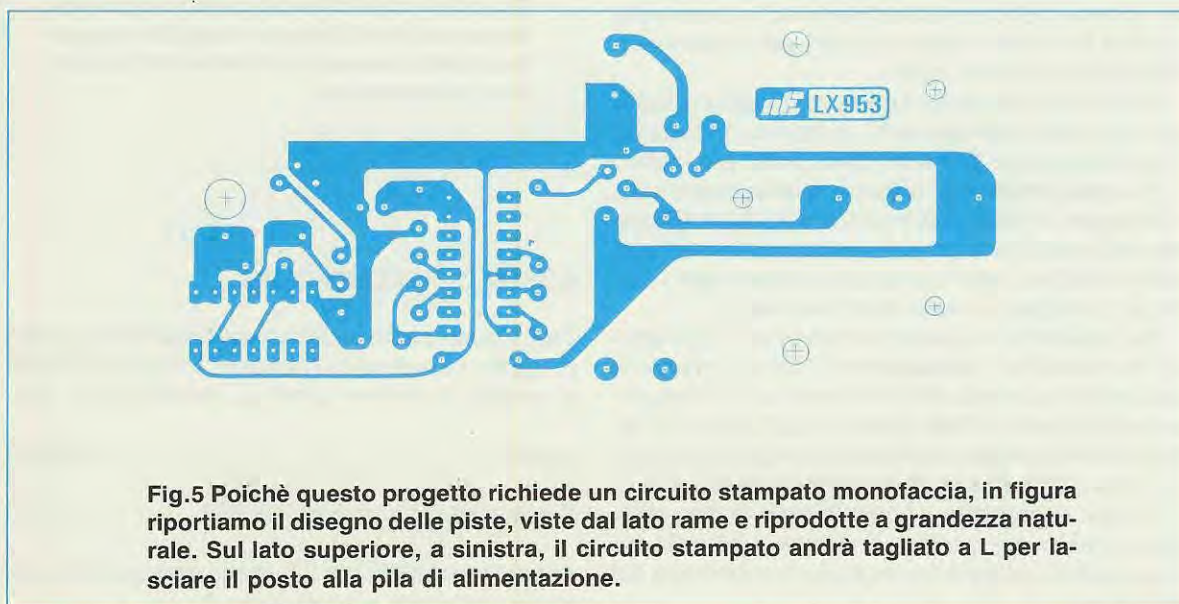 nE LX953
Fig.5 Poichè questo progetto richiede un circuito stampato monofaccia, in figura
riportiamo il disegno delle piste, viste dal lato rame e riprodotte a grandezza natu-
rale. Sul lato superiore, a sinistra, il circuito stampato andrà tagliato a L per la-
sciare il posto alla pila di alimentazione.